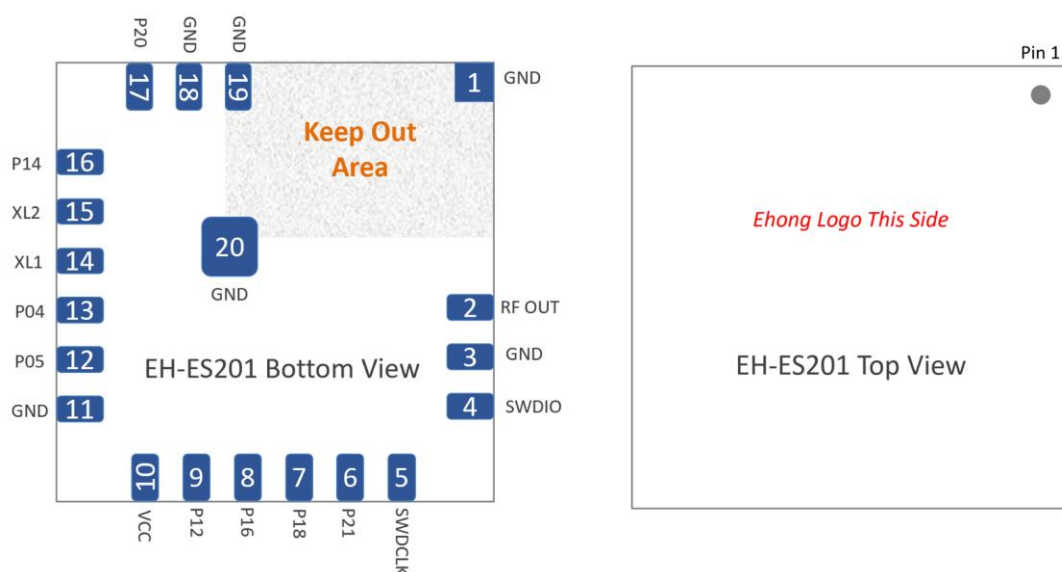 P20
GND
GND
17
18
19
1
GND
Keep Out
Area
P14
16
XL2
15
XL1
14
20
GND
P04
13
2
RF OUT
P05
12
3
GND
EH-ES201 Bottom View
GND
11
4
SWDIO
10
9
8
7
6
5
VCC
P12
P16
P18
P21
SWDCLK
Pin 1
Ehong Logo This Side
EH-ES201 Top View